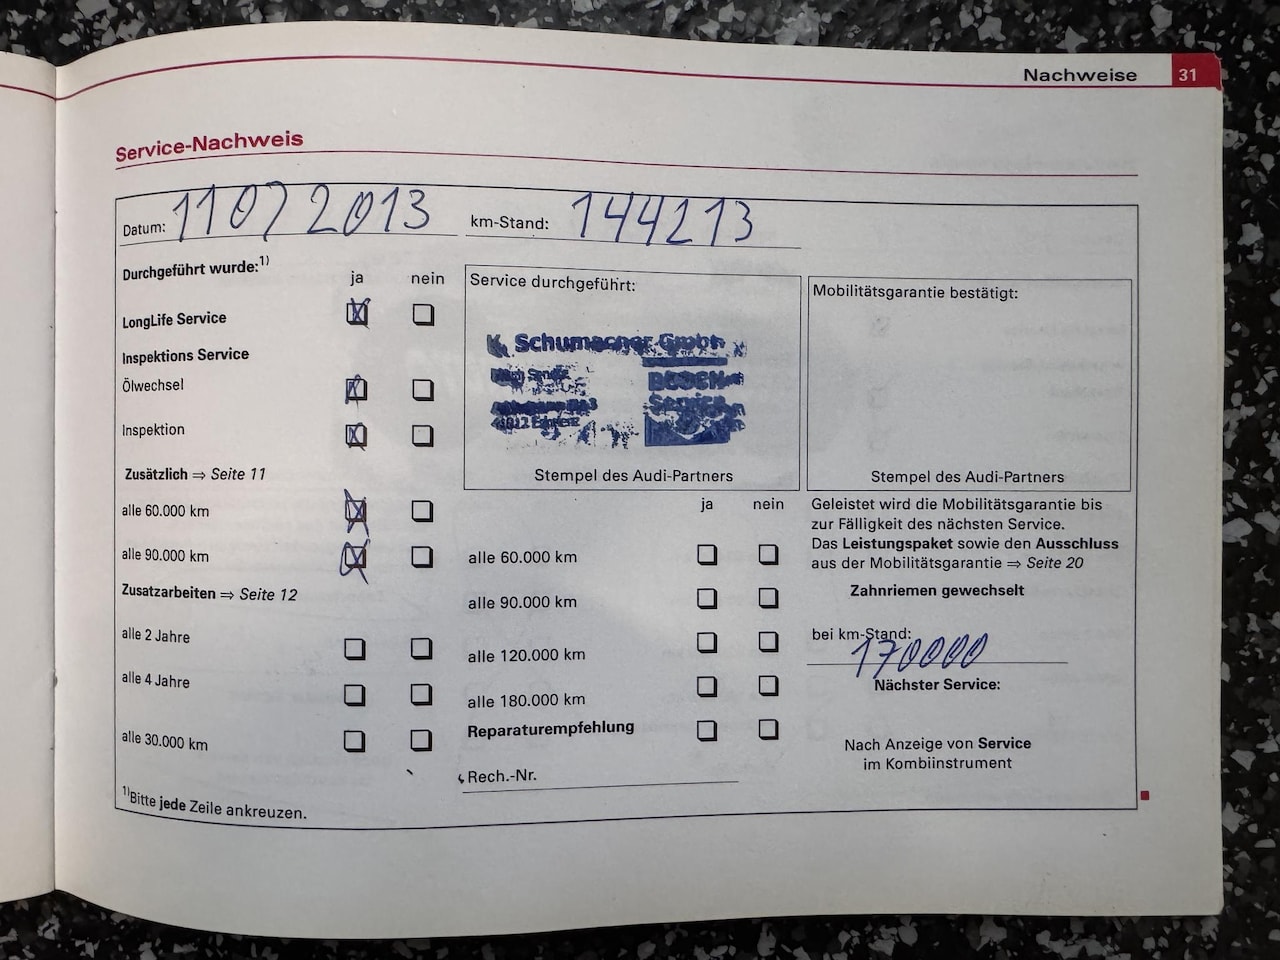 Nachweise 31
Service-Nachweis
Datum: 11072013 km-Stand: 144213
Durchgeführt wurde:1)
ja nein
LongLife Service
Inspektions Service
Ölwechsel
Inspektion
Zusätzlich ⇒ Seite 11
alle 60.000 km
alle 90.000 km
Zusatzarbeiten ⇒ Seite 12
alle 2 Jahre
alle 4 Jahre
alle 30.000 km
1)Bitte jede Zeile ankreuzen.
Service durchgeführt:
K. Schumacher GmbH
BOSCH
Service
Stempel des Audi-Partners
ja nein
alle 60.000 km
alle 90.000 km
alle 120.000 km
alle 180.000 km
Reparaturempfehlung
Rech.-Nr.
Mobilitätsgarantie bestätigt:
Stempel des Audi-Partners
Geleistet wird die Mobilitätsgarantie bis
zur Fälligkeit des nächsten Service.
Das Leistungspaket sowie den Ausschluss
aus der Mobilitätsgarantie ⇒ Seite 20
Zahnriemen gewechselt
bei km-Stand:
170000
Nächster Service:
Nach Anzeige von Service
im Kombiinstrument